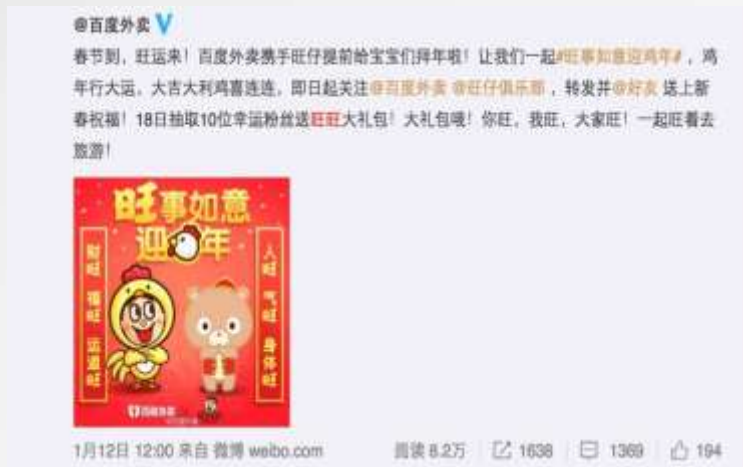 @百度外卖
春节到,旺运来!百度外卖携手旺仔提前给宝宝们拜年啦!让我们一起#旺事如意迎鸡年#,鸡
年行大运,大吉大利鸡喜连连,即日起关注@百度外卖 @旺仔俱乐部,转发并@好友 送上新
春祝福!18日抽取10位幸运粉丝送旺旺大礼包!大礼包哦!你旺,我旺,大家旺!一起旺着去
旅游!
旺事如意
迎 年
财旺 福旺 运道旺
人旺 气旺 身体旺
百度外卖
1月12日 12:00 来自 微博 weibo.com 阅读 8.2万 1638 1369 194